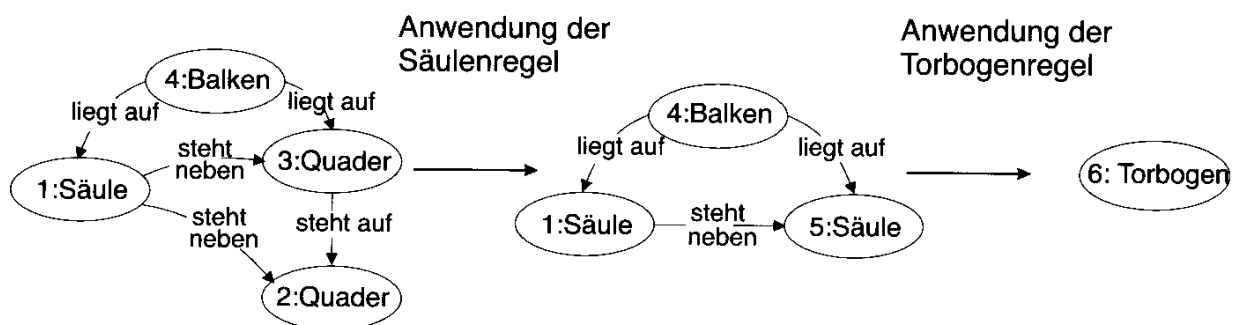 Anwendung der
Säulenregel
Anwendung der
Torbogenregel
4:Balken
liegt auf
liegt auf
steht
neben
3:Quader
1:Säule
steht
neben
steht auf
2:Quader
4:Balken
liegt auf
liegt auf
1:Säule
steht
neben
5:Säule
6: Torbogen